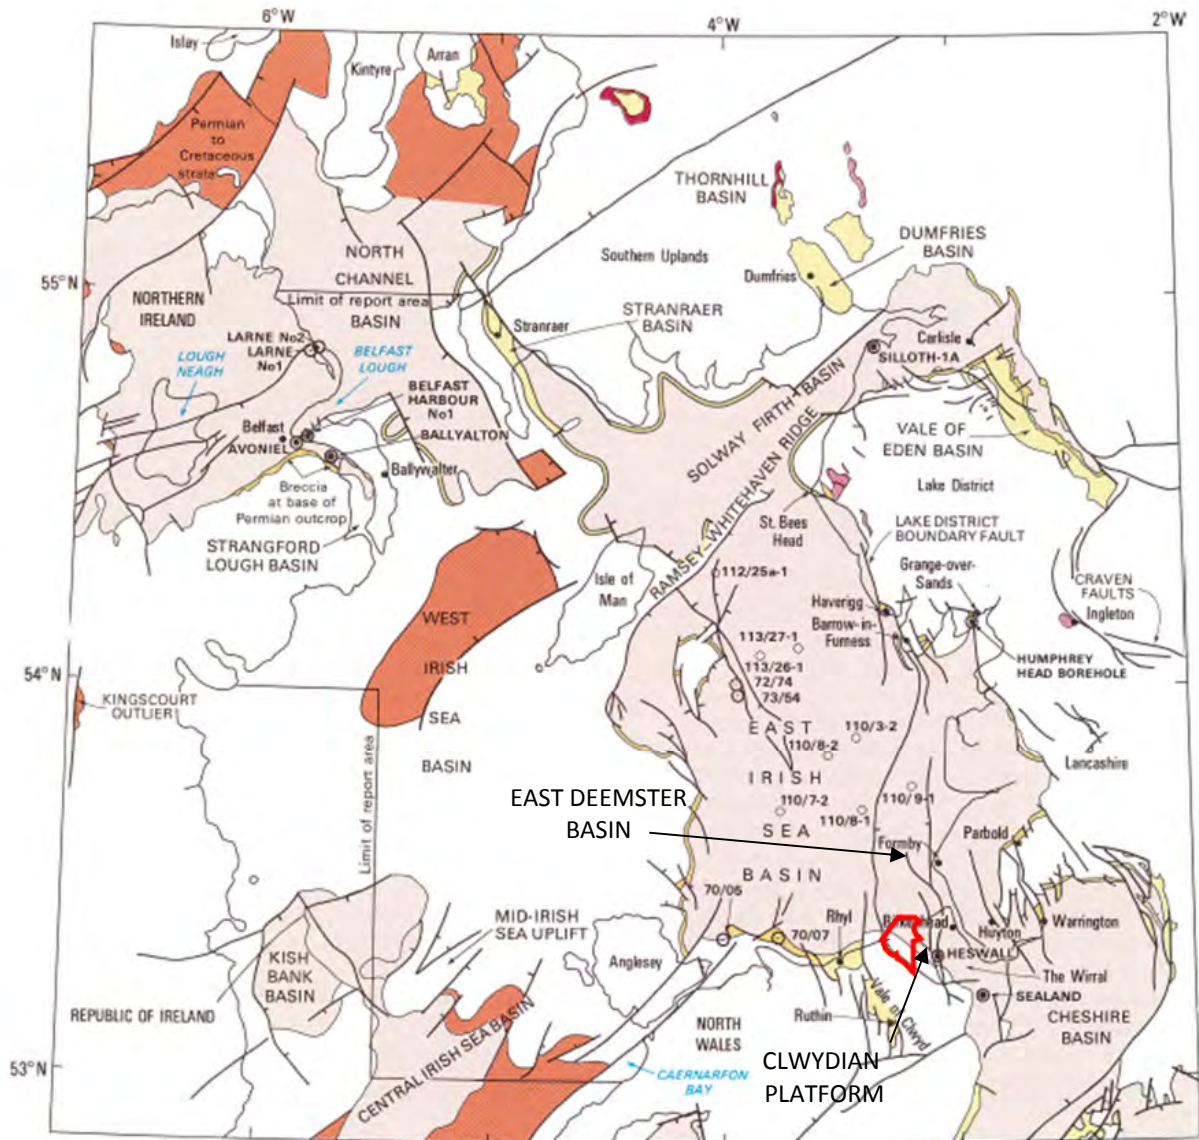 6°W
4°W
2°W
Islay
Kintyre
Arran
Permian
to
Cretaceous
strata
THORNHILL
BASIN
DUMFRIES
BASIN
Southern Uplands
Dumfries
NORTH
CHANNEL
Limit of report area
BASIN
55°N
NORTHERN
IRELAND
STRANRAER
BASIN
Stranraer
LARNE No2
LARNE
No1
LOUGH
NEAGH
BELFAST
LOUGH
Carlisle
SILLOTH-1A
BELFAST
HARBOUR
No1
Belfast
AVONIEL
BALLYALTON
Ballywalter
SOLWAY FIRTH BASIN
VALE OF
EDEN BASIN
Lake District
Breccia
at base of
Permian outcrop
STRANGFORD
LOUGH BASIN
RAMSEY-WHITEHAVEN RIDGE
St. Bees
Head
LAKE DISTRICT
BOUNDARY FAULT
Isle of
Man
112/25a-1
Grange-over-
Sands
CRAVEN
FAULTS
Ingleton
WEST
IRISH
SEA
BASIN
Haverigg
Barrow-in-
Furness
HUMPHREY
HEAD BOREHOLE
113/27-1
113/26-1
72/74
73/54
54°N
KINGSCOURT
OUTLIER
EAST
IRISH
SEA
BASIN
110/3-2
110/8-2
Lancashire
110/7-2
110/8-1
110/9-1
EAST DEEMSTER
BASIN
Limit of report area
Formby
Parbold
70/05
70/07
Rhyl
Birkenhead
Huyton
Warrington
MID-IRISH
SEA UPLIFT
Anglesey
HESWALL
The Wirral
KISH
BANK
BASIN
SEALAND
REPUBLIC OF IRELAND
CENTRAL IRISH SEA BASIN
NORTH
WALES
Ruthin
Vale of Clwyd
CHESHIRE
BASIN
53°N
CAERNARFON
BAY
CLWYDIAN
PLATFORM